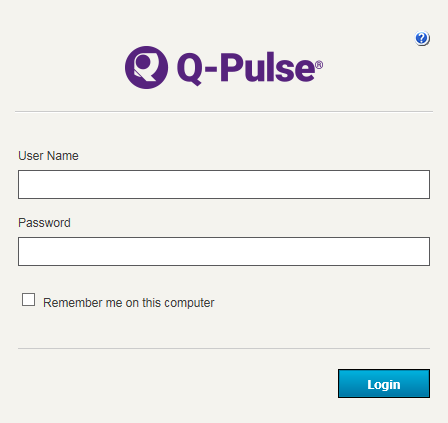 ?
Q-Pulse®
User Name
Password
Remember me on this computer
Login